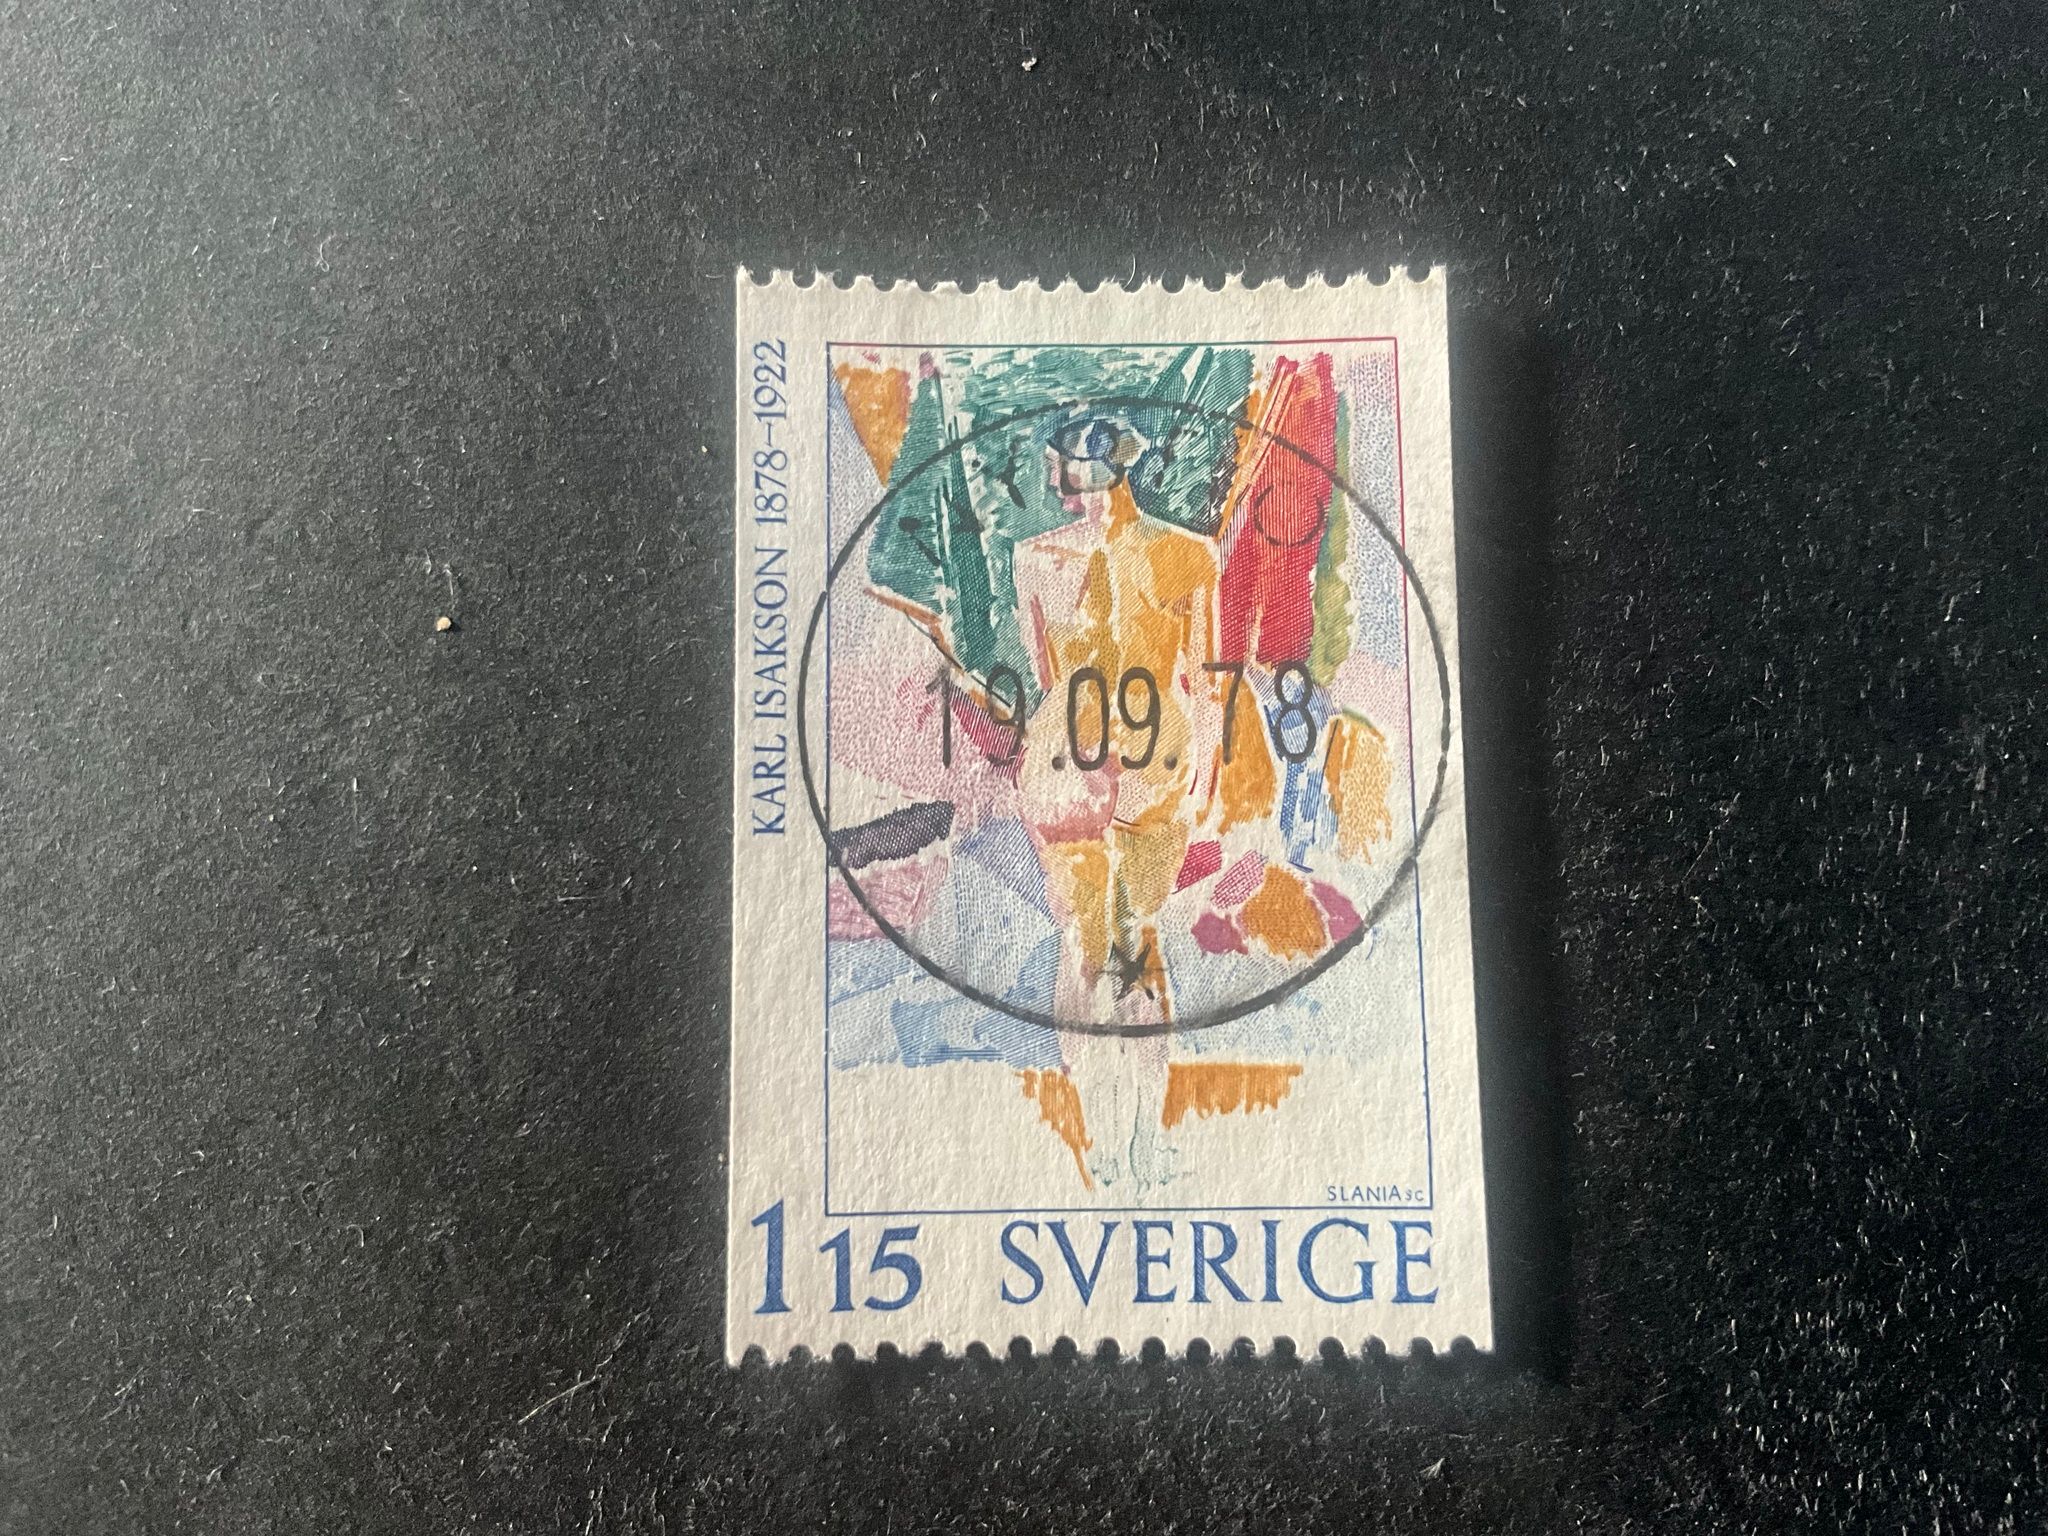 KARL ISAKSON 1878–1922
19.09.78
SLANIA SC
1 15 SVERIGE